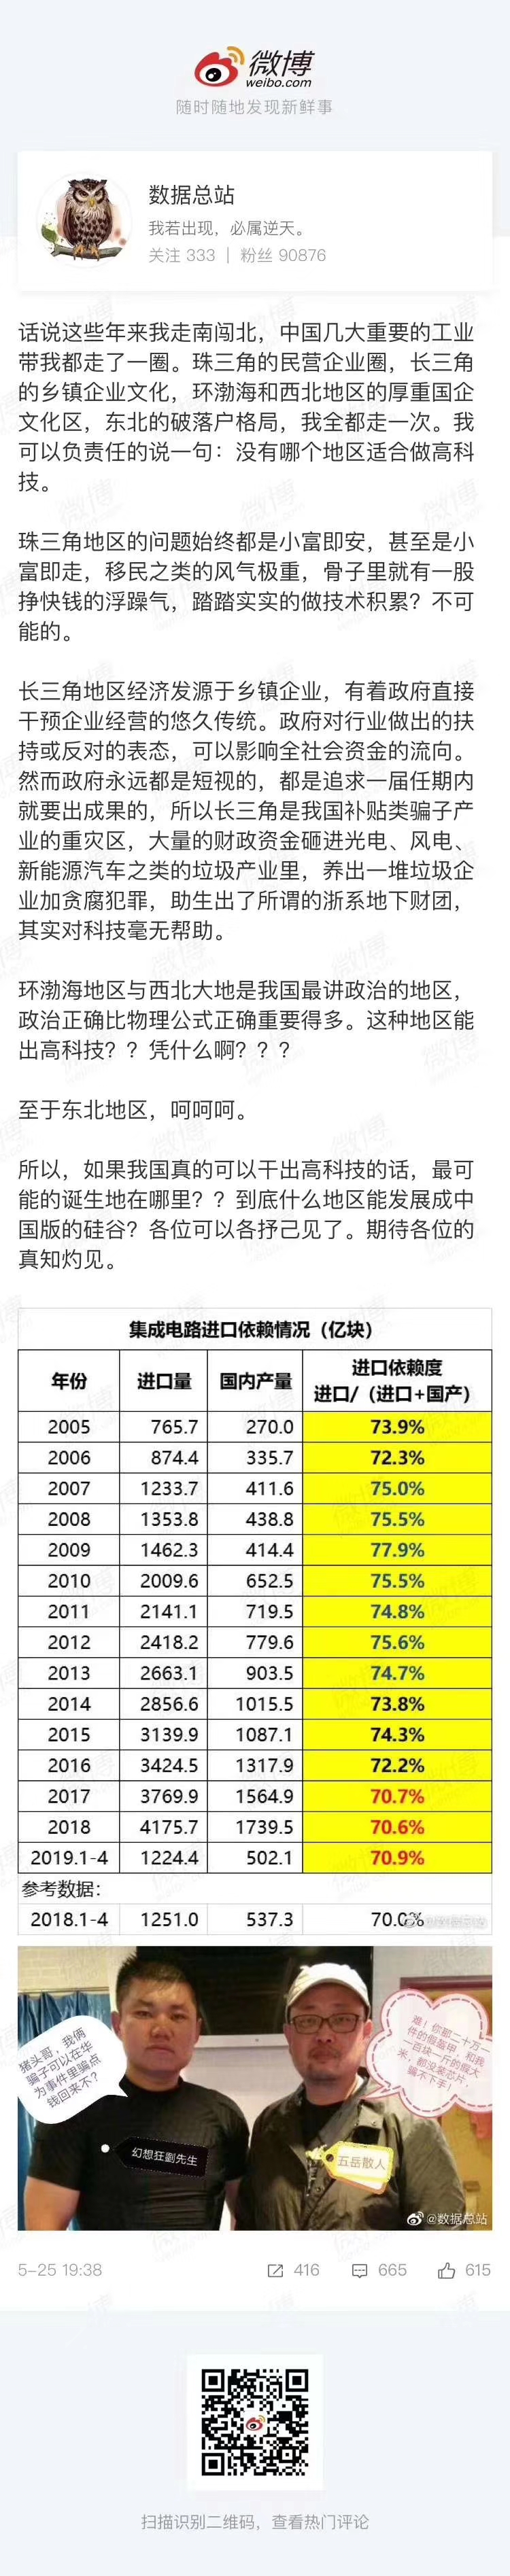 微博
weibo.com
随时随地发现新鲜事
数据总站
我若出现，必属逆天。
关注 333 | 粉丝 90876
话说这些年来我走南闯北，中国几大重要的工业
带我都走了一圈。珠三角的民营企业圈，长三角
的乡镇企业文化，环渤海和西北地区的厚重国企
文化区，东北的破落户格局，我全都走一次。我
可以负责任的说一句：没有哪个地区适合做高科
技。
珠三角地区的问题始终都是小富即安，甚至是小
富即走，移民之类的风气极重，骨子里就有一股
挣快钱的浮躁气，踏踏实实的做技术积累？不可
能的。
长三角地区经济发源于乡镇企业，有着政府直接
干预企业经营的悠久传统。政府对行业做出的扶
持或反对的表态，可以影响全社会资金的流向。
然而政府永远都是短视的，都是追求一届任期内
就要出成果的，所以长三角是我国补贴类骗子产
业的重灾区，大量的财政资金砸进光电、风电、
新能源汽车之类的垃圾产业里，养出一堆垃圾企
业加贪腐犯罪，助生出了所谓的浙系地下财团，
其实对科技毫无帮助。
环渤海地区与西北大地是我国最讲政治的地区，
政治正确比物理公式正确重要得多。这种地区能
出高科技？？凭什么啊？？？
至于东北地区，呵呵呵。
所以，如果我国真的可以干出高科技的话，最可
能的诞生地在哪里？？到底什么地区能发展成中
国版的硅谷？各位可以各抒己见了。期待各位的
真知灼见。
集成电路进口依赖情况（亿块）
年份 进口量 国内产量 进口依赖度 进口/（进口+国产）
2005 765.7 270.0 73.9%
2006 874.4 335.7 72.3%
2007 1233.7 411.6 75.0%
2008 1353.8 438.8 75.5%
2009 1462.3 414.4 77.9%
2010 2009.6 652.5 75.5%
2011 2141.1 719.5 74.8%
2012 2418.2 779.6 75.6%
2013 2663.1 903.5 74.7%
2014 2856.6 1015.5 73.8%
2015 3139.9 1087.1 74.3%
2016 3424.5 1317.9 72.2%
2017 3769.9 1564.9 70.7%
2018 4175.7 1739.5 70.6%
2019.1-4 1224.4 502.1 70.9%
参考数据：
2018.1-4 1251.0 537.3 70.0%
@数据总站
猪头哥，我俩
骗子可以在华
为事件里骗点
钱回来不？
难！你那二十万一
件的假盔甲，和我
一百块一斤的假大
米，都没装芯片，
骗不下手！
幻想狂劉先生
五岳散人
@数据总站
5-25 19:38
416
665
615
扫描识别二维码，查看热门评论